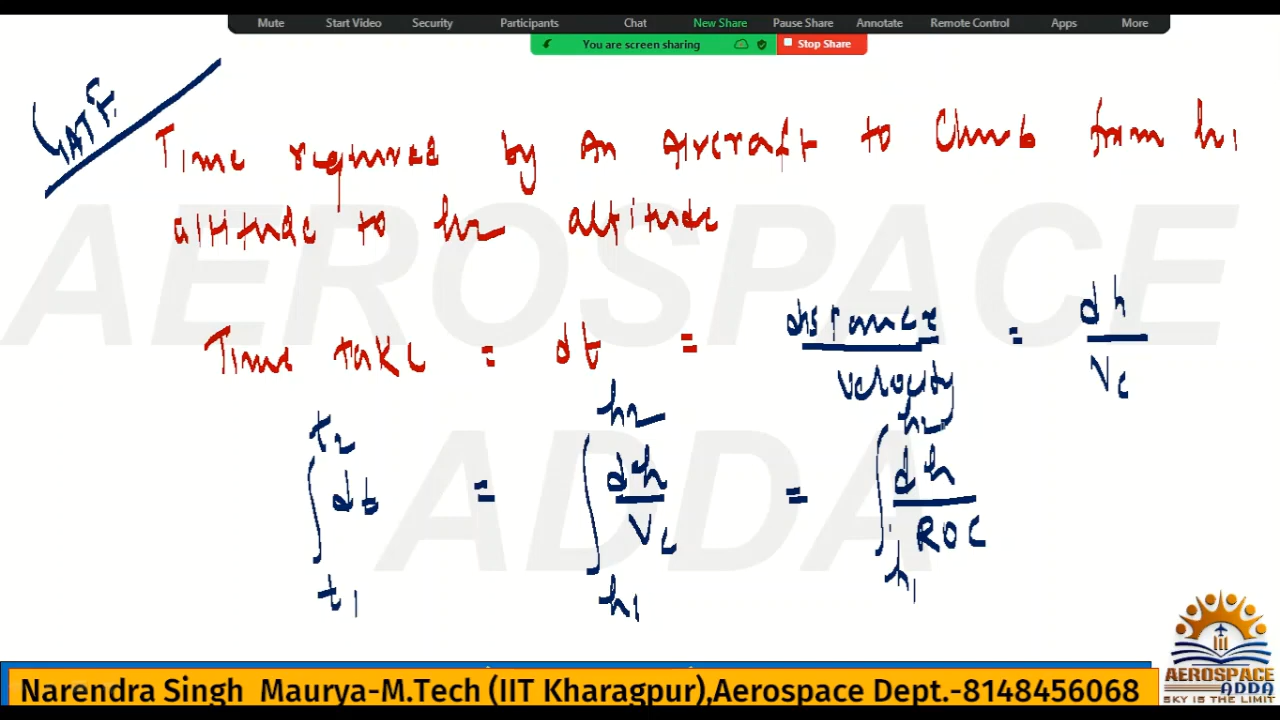 Mute Start Video Security Participants Chat New Share Pause Share Annotate Remote Control Apps More
You are screen sharing Stop Share
GATE
Time required by an aircraft to climb from h1
altitude to h2 altitude
Time take = dt = distance / velocity = dh / Vc
∫ t1 t2 dt = ∫ h1 h2 dh / Vc = ∫ h1 h2 dh / ROC
AEROSPACE
ADDA
AEROSPACE
ADDA
SKY IS THE LIMIT
Narendra Singh Maurya-M.Tech (IIT Kharagpur),Aerospace Dept.-8148456068